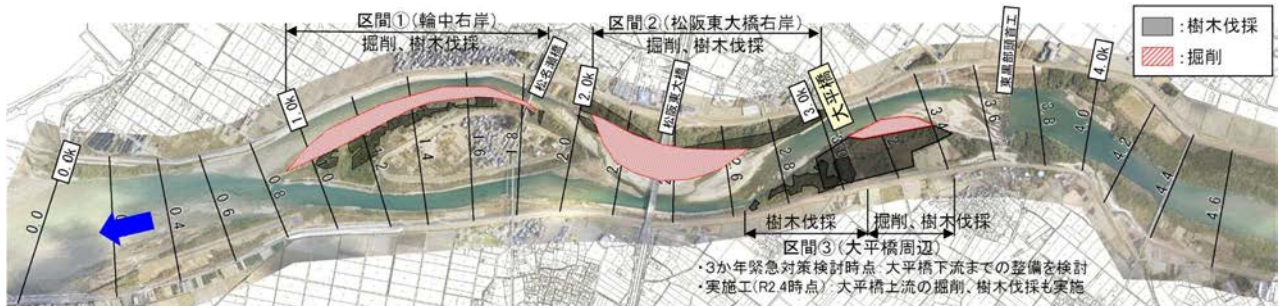 区間①(輪中右岸)
掘削、樹木伐採
区間②(松阪東大橋右岸)
掘削、樹木伐採
:樹木伐採
:掘削
松名瀬橋
松阪東大橋
大平橋
東黒部頭首工
0.0k
1.0k
2.0k
3.0k
4.0k
0.0
0.4
0.6
0.8
1.4
1.6
1.8
2.0
2.8
3.6
3.8
4.0
4.2
4.4
4.6
樹木伐採
掘削、樹木伐採
区間③(大平橋周辺)
・3か年緊急対策検討時点:大平橋下流までの整備を検討
・実施工(R2.4時点):大平橋上流の掘削、樹木伐採も実施